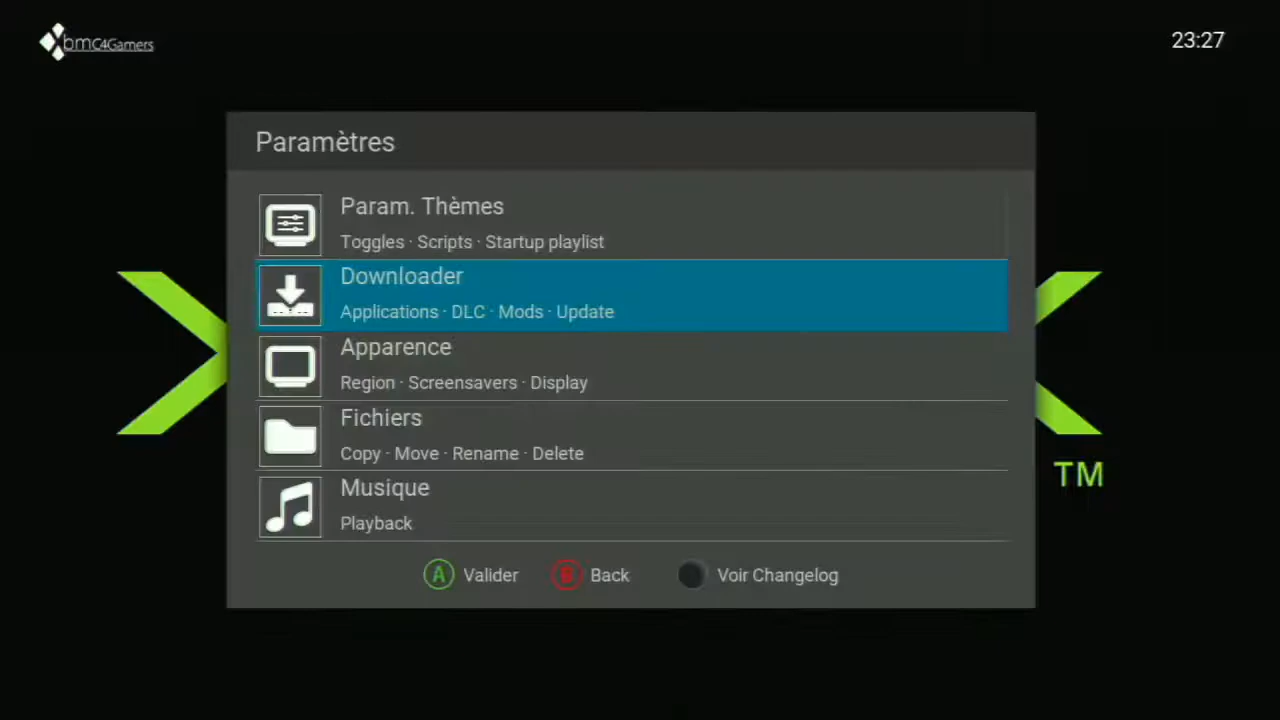 bmc4Gamers
23:27
Paramètres
Param. Thèmes
Toggles · Scripts · Startup playlist
Downloader
Applications · DLC · Mods · Update
Apparence
Region · Screensavers · Display
Fichiers
Copy · Move · Rename · Delete
Musique
Playback
TM
A Valider B Back Voir Changelog